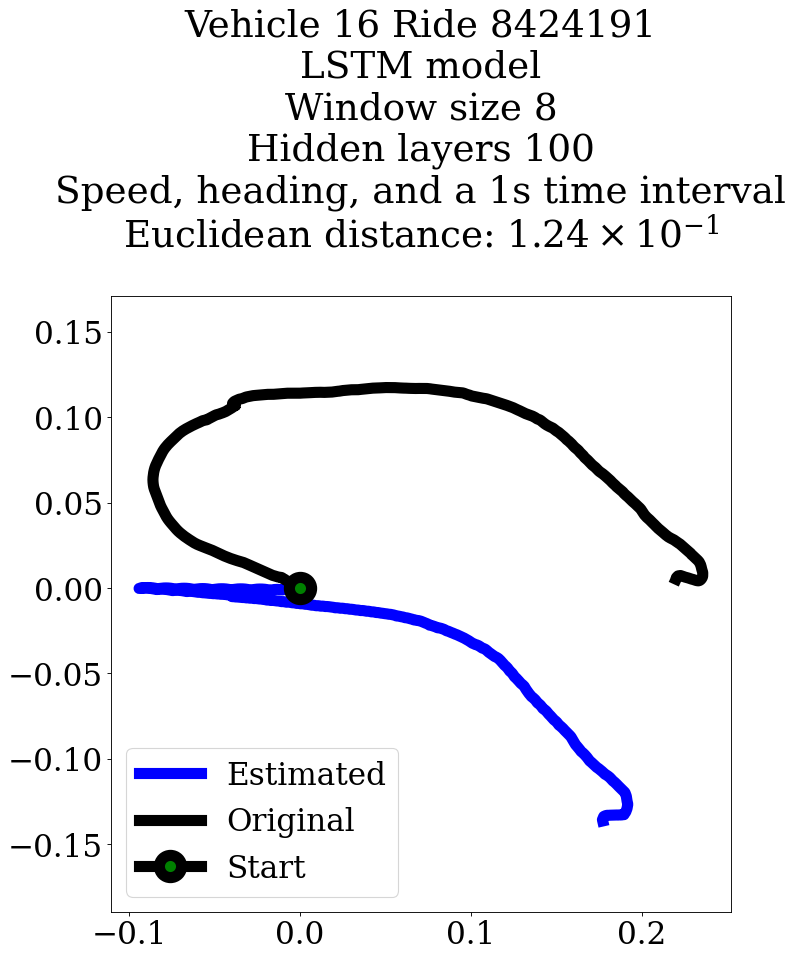 Vehicle 16 Ride 8424191
LSTM model
Window size 8
Hidden layers 100
Speed, heading, and a 1s time interval
Euclidean distance: 1.24 × 10⁻¹
0.15
0.10
0.05
0.00
−0.05
−0.10
−0.15
Estimated
Original
Start
−0.1
0.0
0.1
0.2